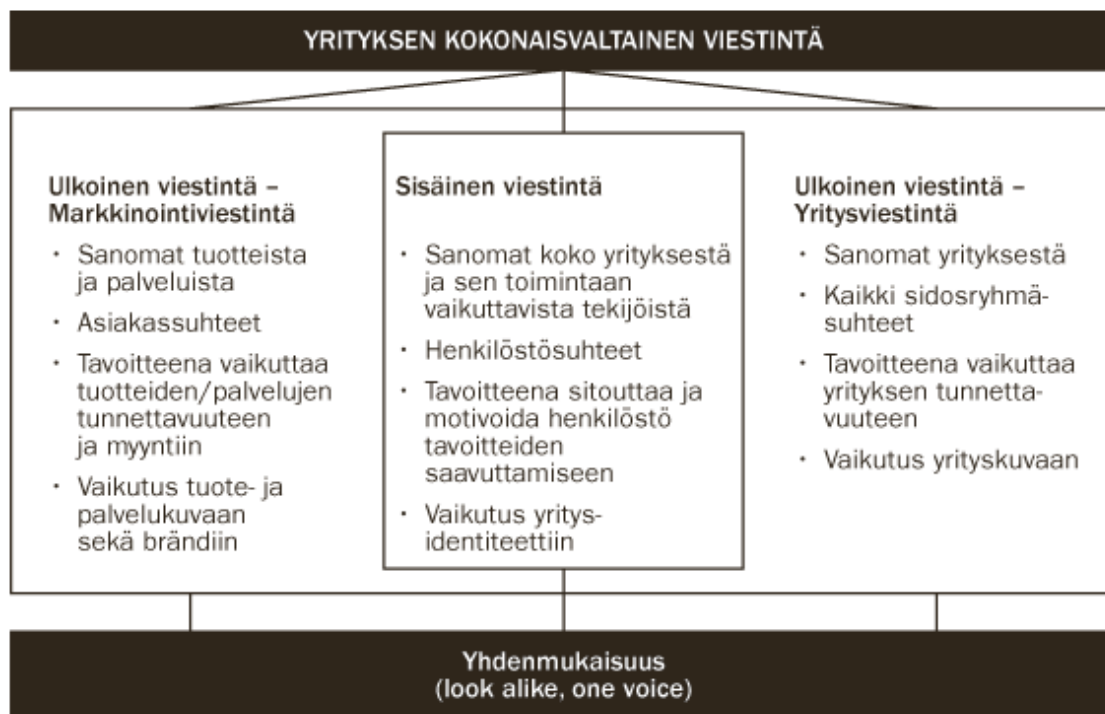 YRITYKSEN KOKONAISVALTAINEN VIESTINTÄ
Ulkoinen viestintä –
Markkinointiviestintä
· Sanomat tuotteista
ja palveluista
· Asiakassuhteet
· Tavoitteena vaikuttaa
tuotteiden/palvelujen
tunnettavuuteen
ja myyntiin
· Vaikutus tuote- ja
palvelukuvaan
sekä brändiin
Sisäinen viestintä
· Sanomat koko yrityksestä
ja sen toimintaan
vaikuttavista tekijöistä
· Henkilöstösuhteet
· Tavoitteena sitouttaa ja
motivoida henkilöstö
tavoitteiden
saavuttamiseen
· Vaikutus yritys-
identiteettiin
Ulkoinen viestintä –
Yritysviestintä
· Sanomat yrityksestä
· Kaikki sidosryhmä-
suhteet
· Tavoitteena vaikuttaa
yrityksen tunnetta-
vuuteen
· Vaikutus yrityskuvaan
Yhdenmukaisuus
(look alike, one voice)